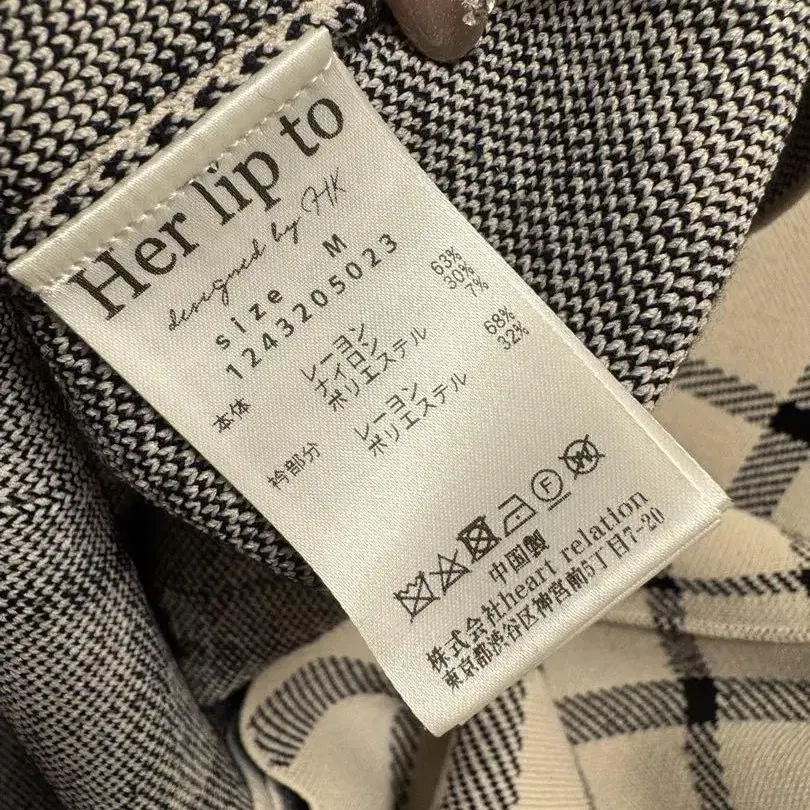 Her lip to
designed by HK
size M
1243205023
本体 レーヨン 63%
ナイロン 30%
ポリエステル 7%
衿部分 レーヨン 68%
ポリエステル 32%
F W
中国製
株式会社heart relation
東京都渋谷区神宮前5丁目7-20